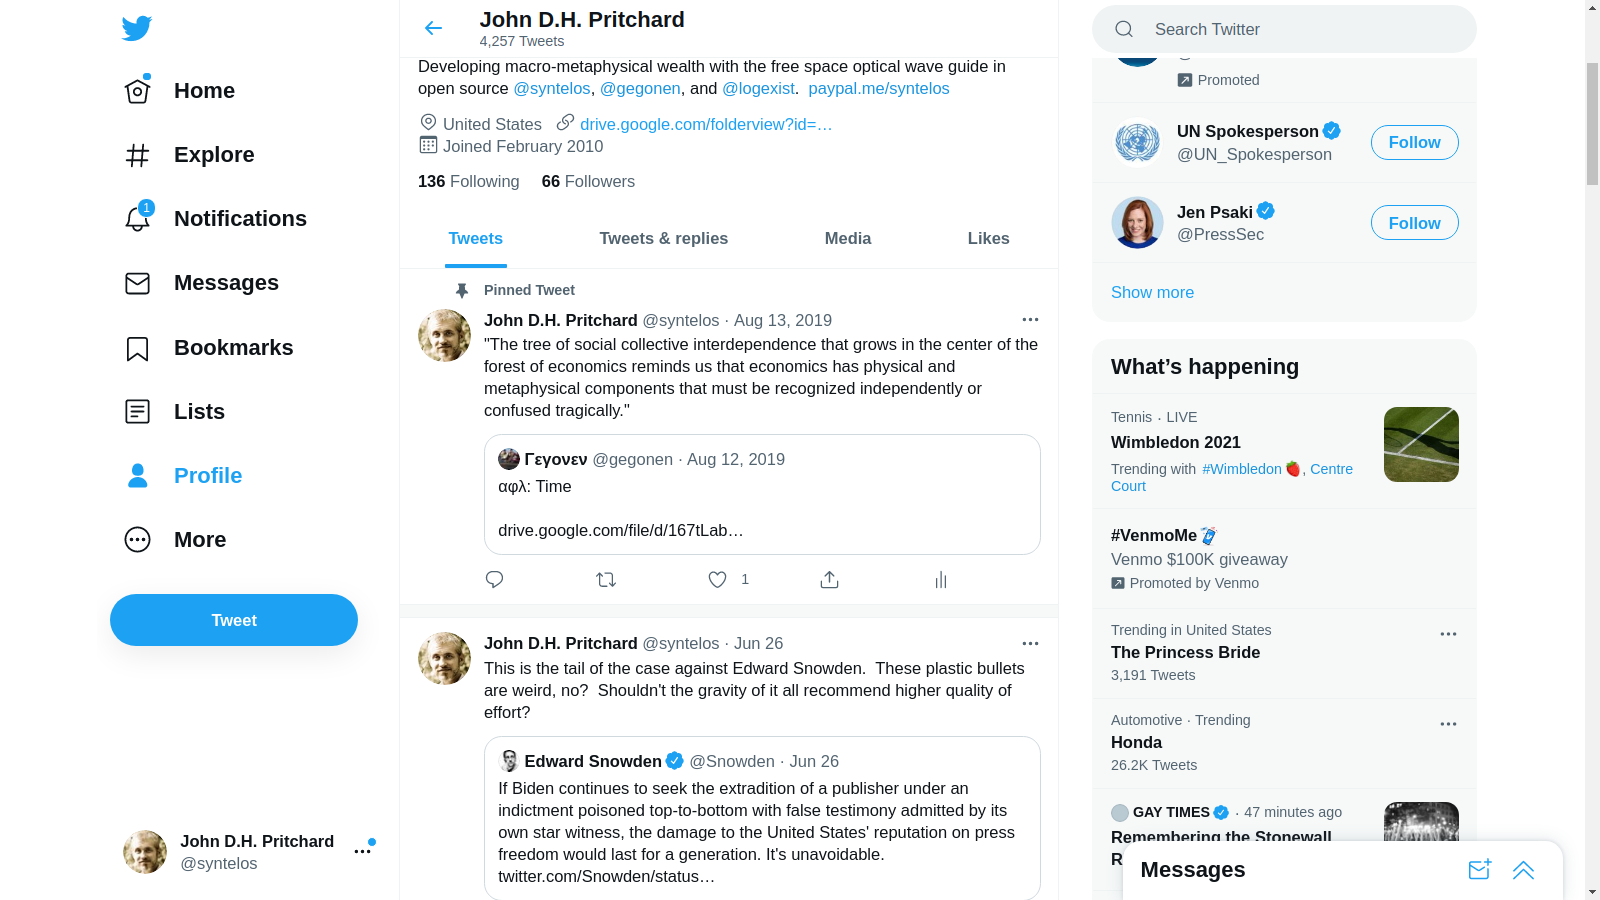 Home
Explore
1
Notifications
Messages
Bookmarks
Lists
Profile
More
Tweet
John D.H. Pritchard
@syntelos
John D.H. Pritchard
4,257 Tweets
Developing macro-metaphysical wealth with the free space optical wave guide in
open source @syntelos, @gegonen, and @logexist. paypal.me/syntelos
United States drive.google.com/folderview?id=…
Joined February 2010
136 Following 66 Followers
Tweets Tweets & replies Media Likes
Pinned Tweet
John D.H. Pritchard @syntelos · Aug 13, 2019
"The tree of social collective interdependence that grows in the center of the
forest of economics reminds us that economics has physical and
metaphysical components that must be recognized independently or
confused tragically."
Γεγονεν @gegonen · Aug 12, 2019
αφλ: Time
drive.google.com/file/d/167tLab…
1
John D.H. Pritchard @syntelos · Jun 26
This is the tail of the case against Edward Snowden. These plastic bullets
are weird, no? Shouldn't the gravity of it all recommend higher quality of
effort?
Edward Snowden @Snowden · Jun 26
If Biden continues to seek the extradition of a publisher under an
indictment poisoned top-to-bottom with false testimony admitted by its
own star witness, the damage to the United States' reputation on press
freedom would last for a generation. It's unavoidable.
twitter.com/Snowden/status…
Search Twitter
Promoted
UN Spokesperson
@UN_Spokesperson
Follow
Jen Psaki
@PressSec
Follow
Show more
What's happening
Tennis · LIVE
Wimbledon 2021
Trending with #Wimbledon 🍓, Centre
Court
#VenmoMe
Venmo $100K giveaway
Promoted by Venmo
Trending in United States
The Princess Bride
3,191 Tweets
Automotive · Trending
Honda
26.2K Tweets
GAY TIMES · 47 minutes ago
Remembering the Stonewall
Messages